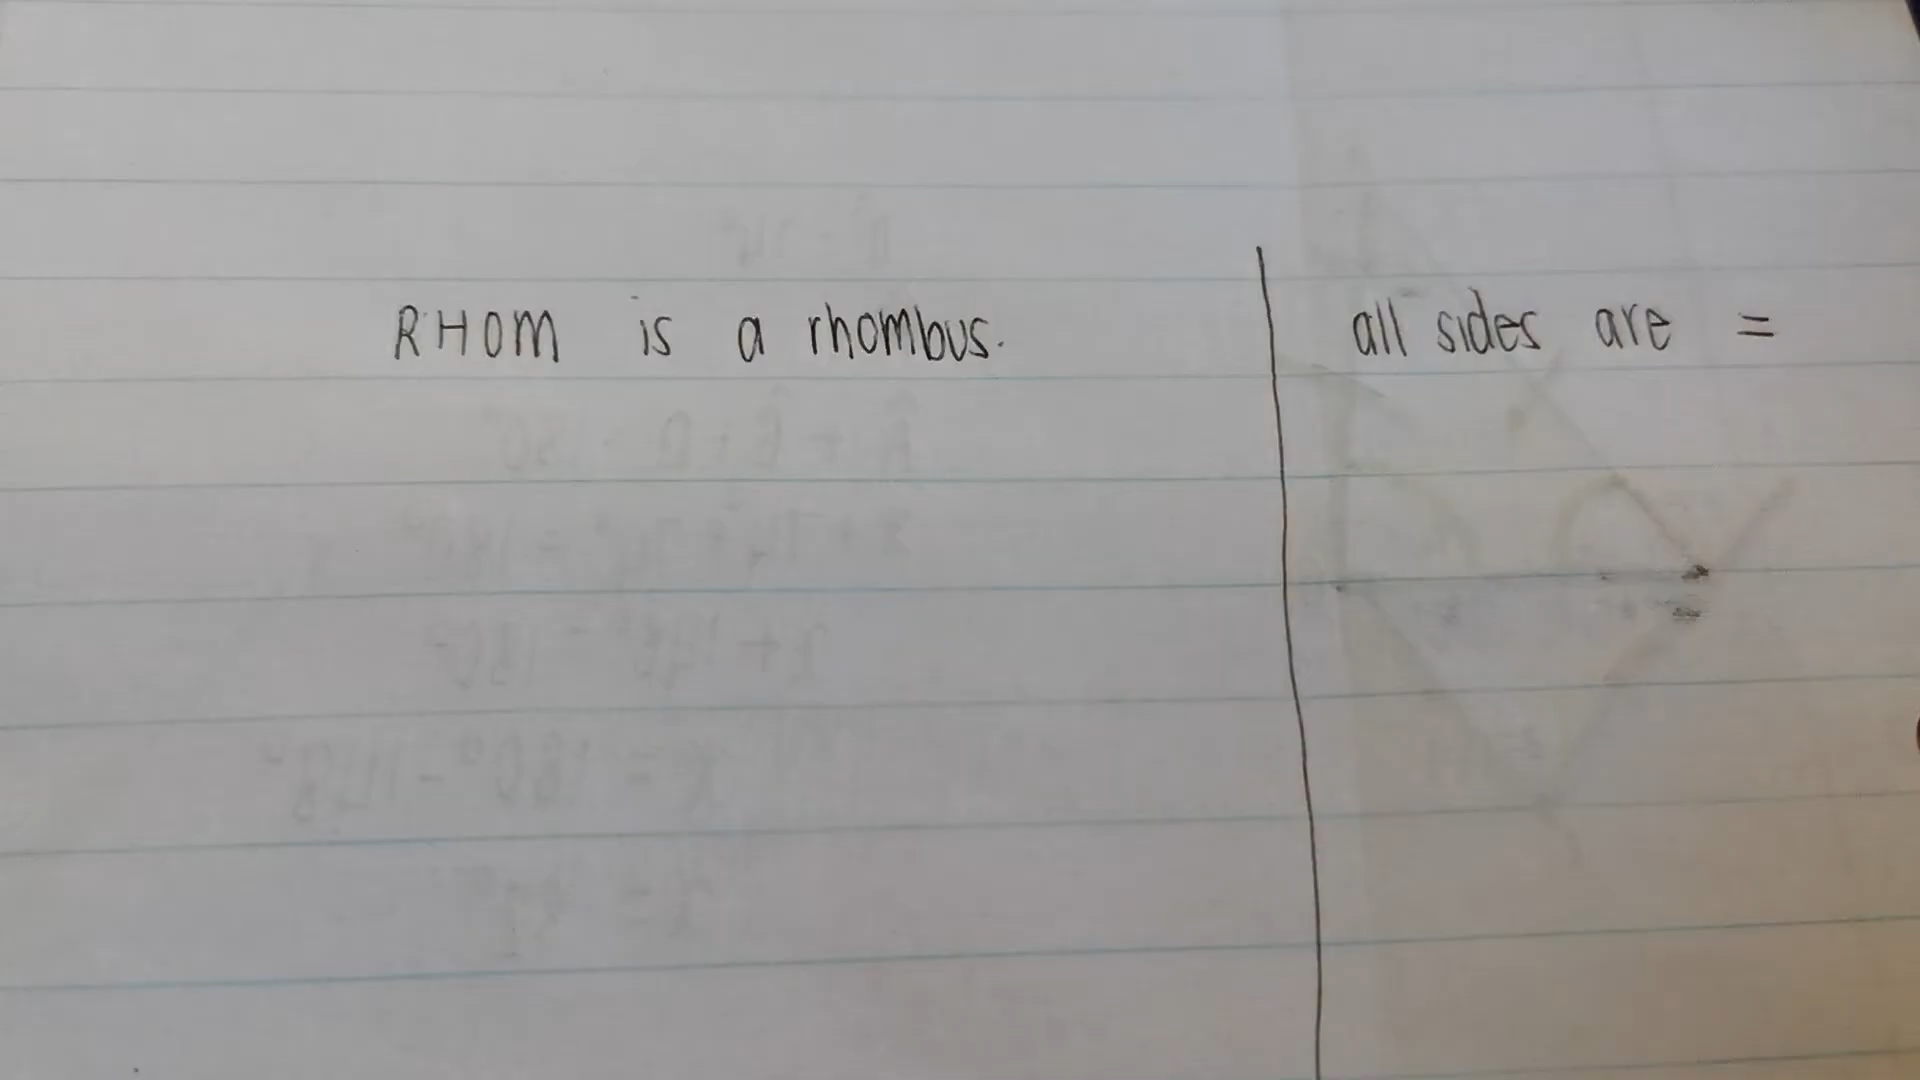 RHOM is a rhombus. all sides are =